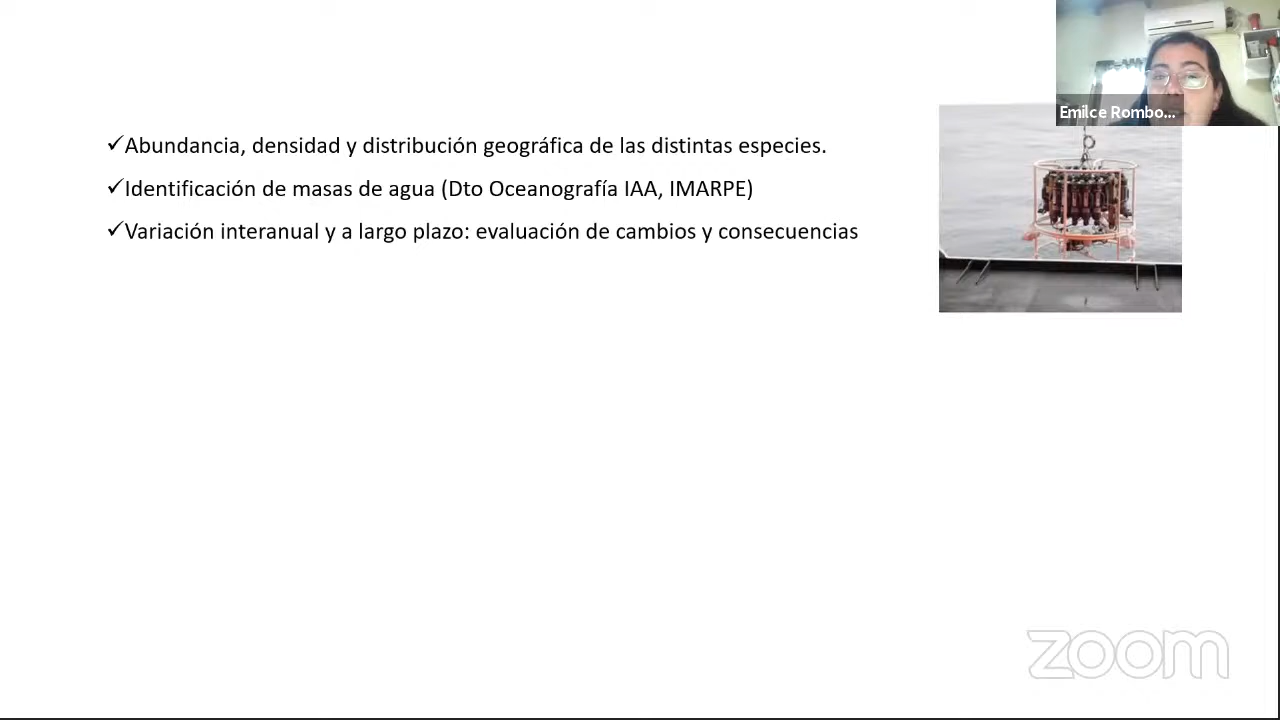 Emilce Rombo...
✓Abundancia, densidad y distribución geográfica de las distintas especies.
✓Identificación de masas de agua (Dto Oceanografía IAA, IMARPE)
✓Variación interanual y a largo plazo: evaluación de cambios y consecuencias
zoom